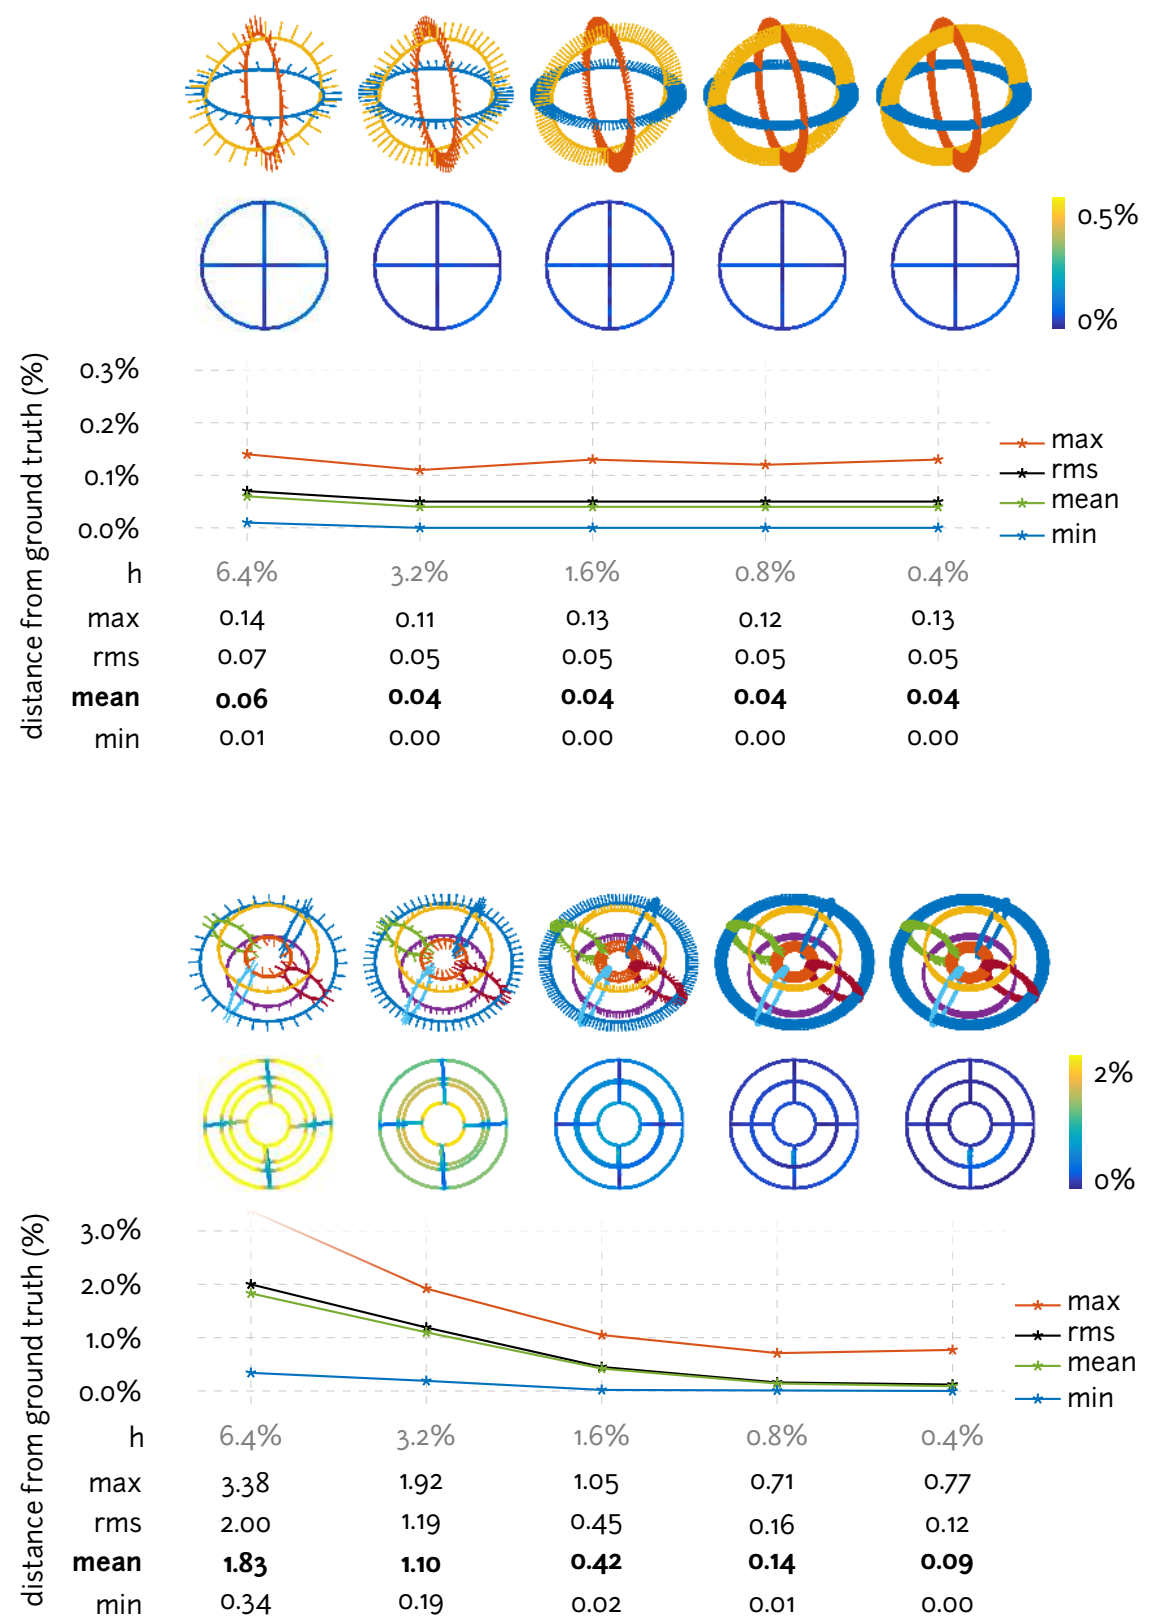 0.5%
0%
distance from ground truth (%)
0.3%
0.2%
0.1%
0.0%
max
rms
mean
min
h 6.4% 3.2% 1.6% 0.8% 0.4%
max 0.14 0.11 0.13 0.12 0.13
rms 0.07 0.05 0.05 0.05 0.05
mean 0.06 0.04 0.04 0.04 0.04
min 0.01 0.00 0.00 0.00 0.00
2%
0%
distance from ground truth (%)
3.0%
2.0%
1.0%
0.0%
max
rms
mean
min
h 6.4% 3.2% 1.6% 0.8% 0.4%
max 3.38 1.92 1.05 0.71 0.77
rms 2.00 1.19 0.45 0.16 0.12
mean 1.83 1.10 0.42 0.14 0.09
min 0.34 0.19 0.02 0.01 0.00